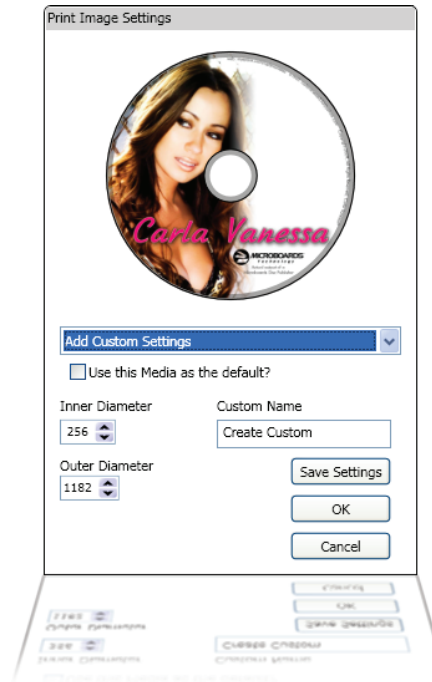 Print Image Settings
Carla Vanessa
MICROBOARDS
TECHNOLOGY
Add Custom Settings
Use this Media as the default?
Inner Diameter
Custom Name
256
Create Custom
Outer Diameter
1182
Save Settings
OK
Cancel